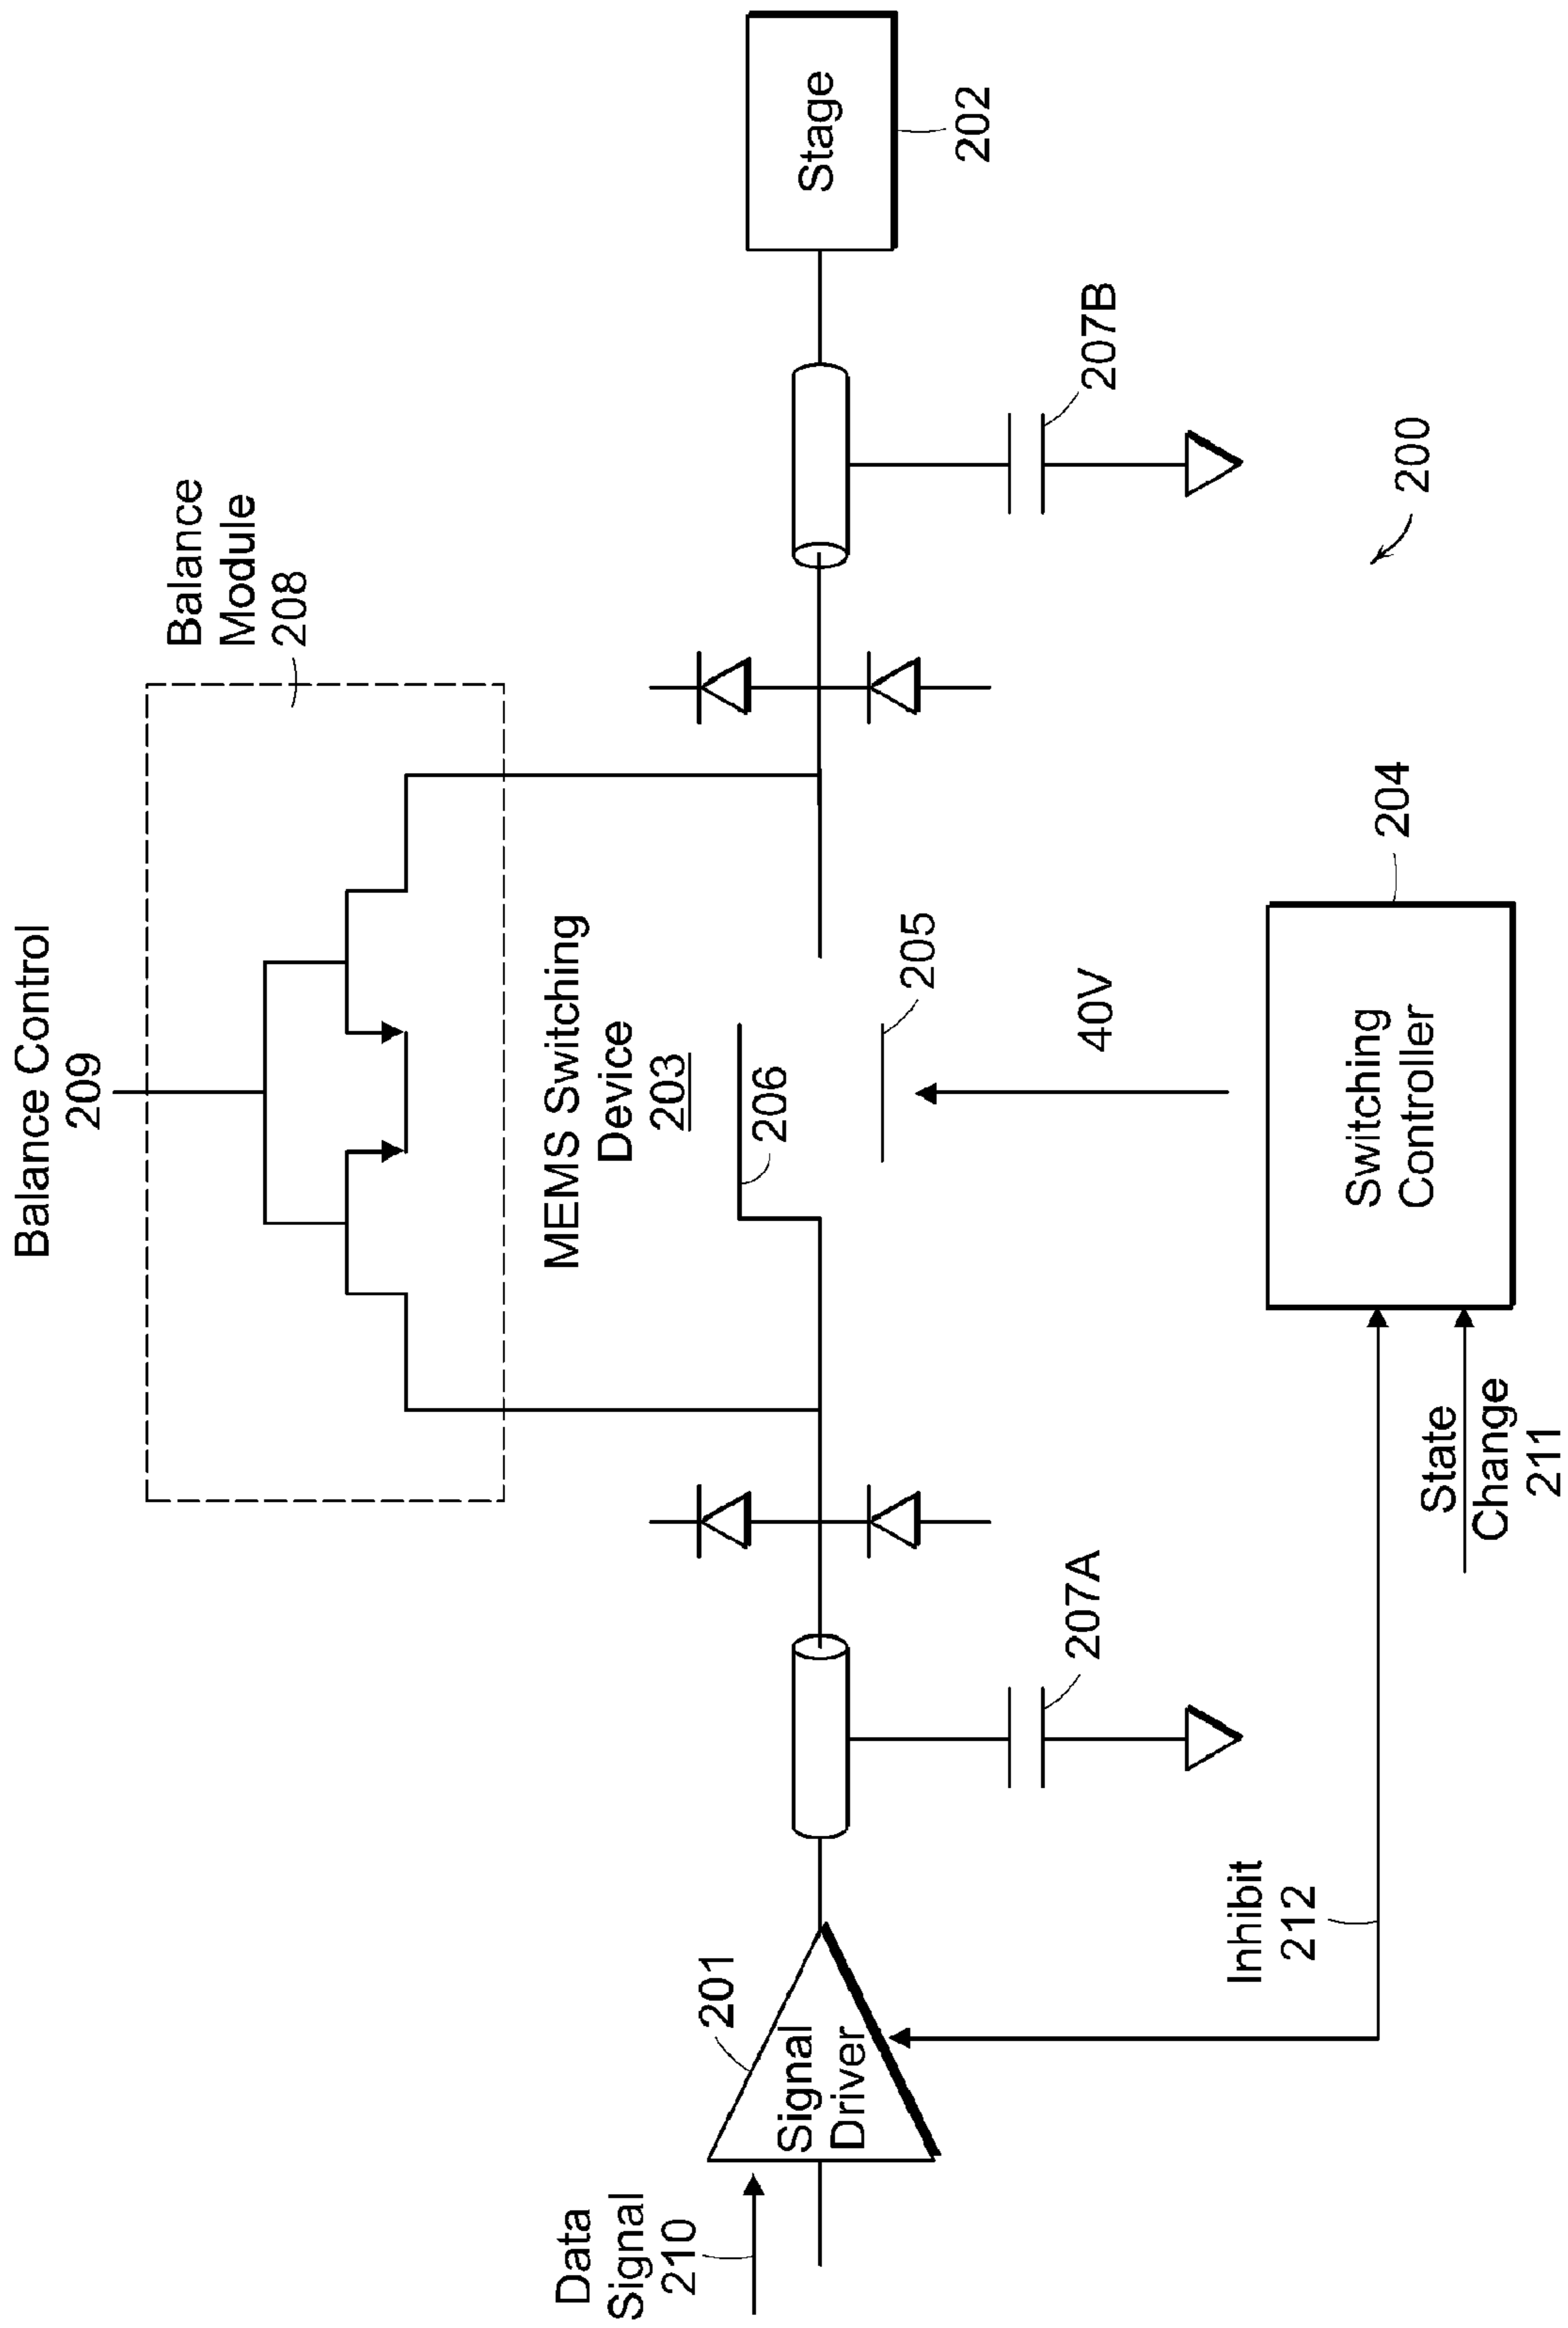 Balance Control
209
Balance
Module
208
MEMS Switching
Device
203
206
205
40V
Data
Signal
210
201
Signal
Driver
207A
207B
Stage
202
Inhibit
212
State
Change
211
Switching
Controller
204
200